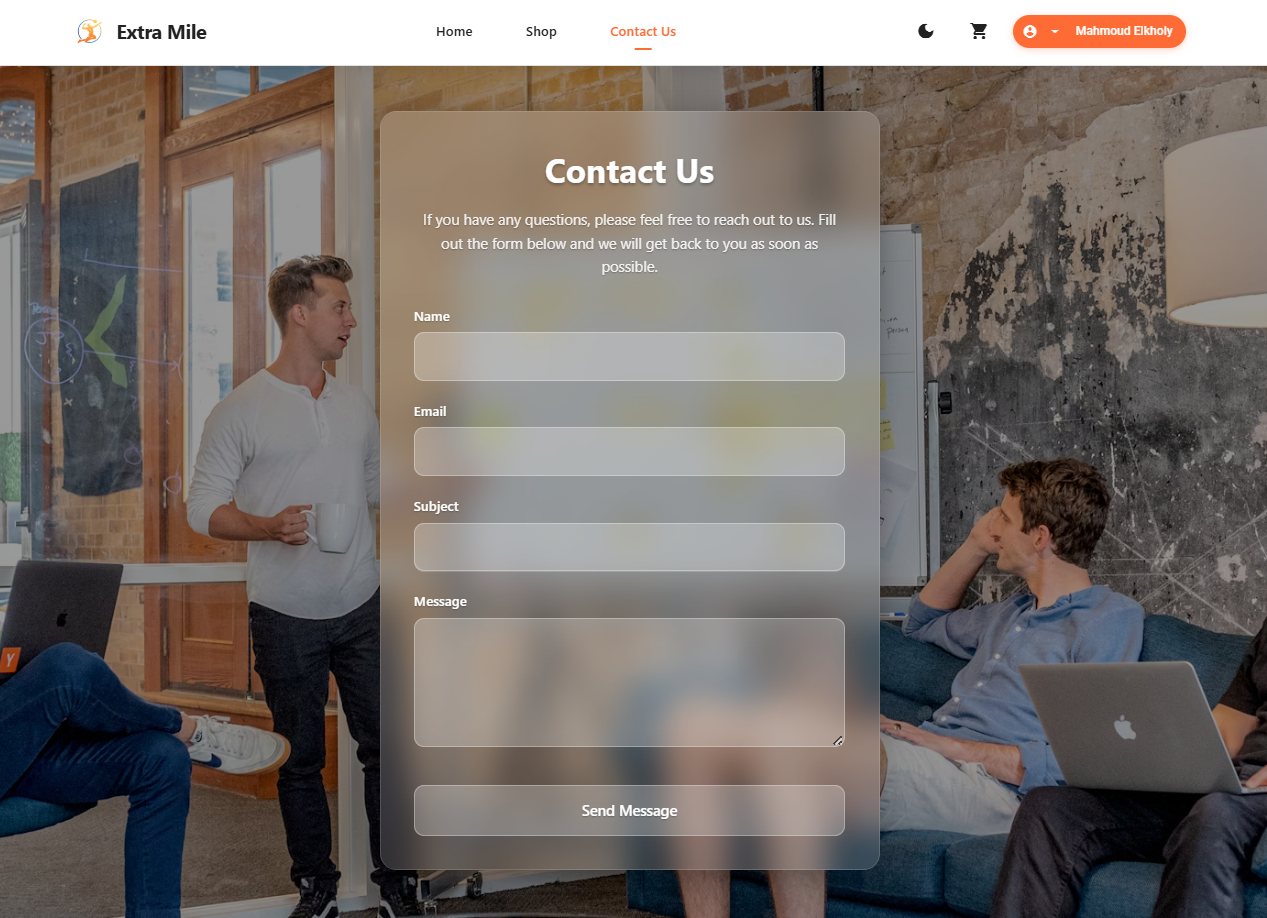 Extra Mile
Home
Shop
Contact Us
Mahmoud Elkholy
Contact Us
If you have any questions, please feel free to reach out to us. Fill
out the form below and we will get back to you as soon as
possible.
Name
Email
Subject
Message
Send Message
person
Y